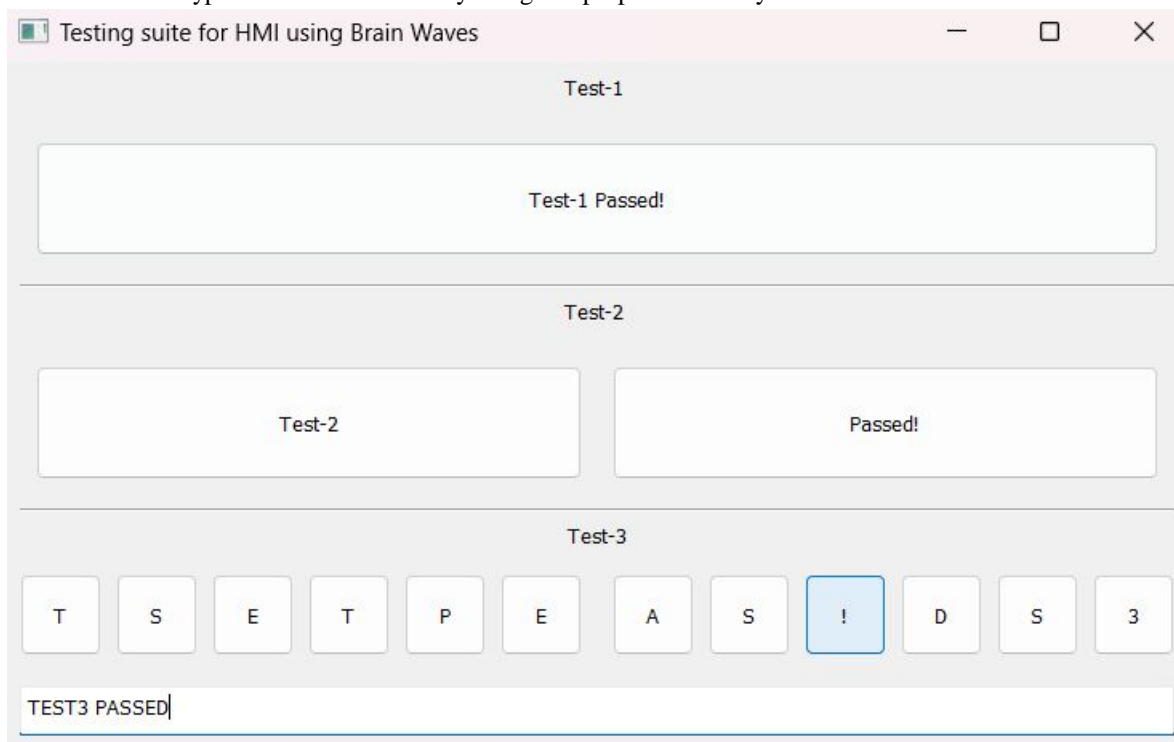 Testing suite for HMI using Brain Waves
Test-1
Test-1 Passed!
Test-2
Test-2 Passed!
Test-3
T S E T P E A S ! D S 3
TEST3 PASSED